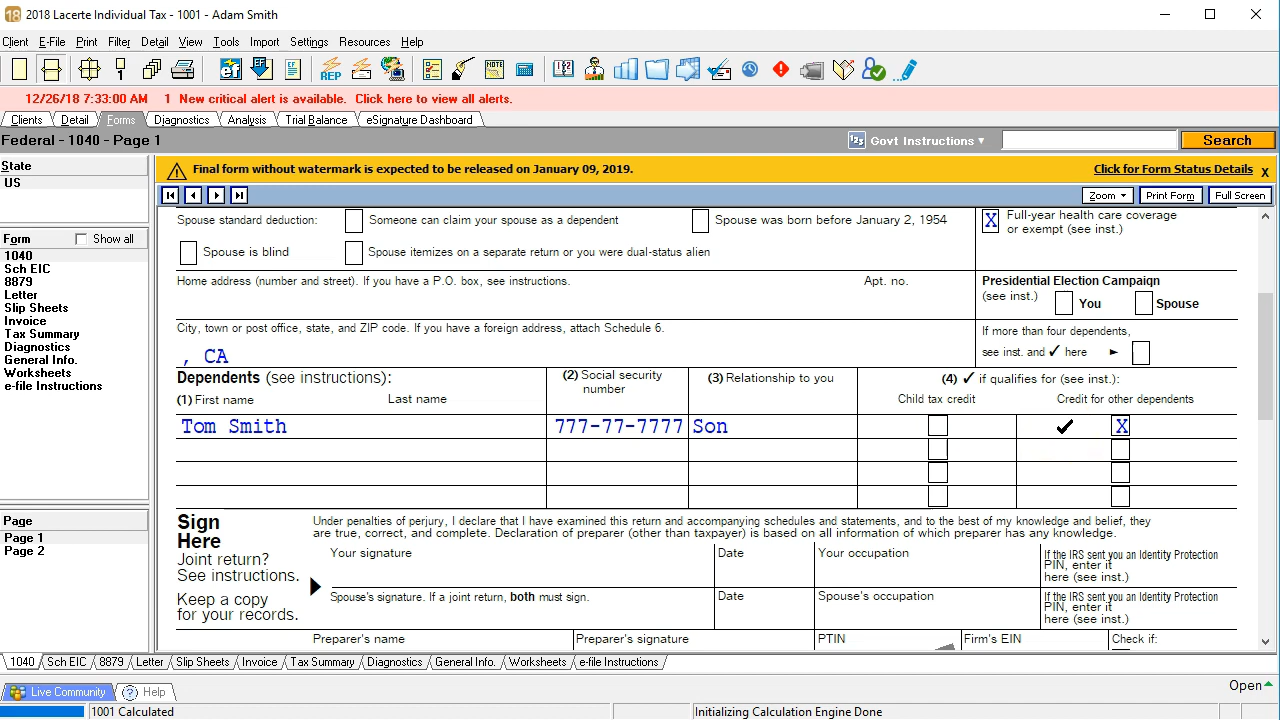 18 2018 Lacerte Individual Tax - 1001 - Adam Smith
Client E-File Print Filter Detail View Tools Import Settings Resources Help
ef REP NOTE
12/26/18 7:33:00 AM 1 New critical alert is available. Click here to view all alerts.
Clients Detail Forms Diagnostics Analysis Trial Balance eSignature Dashboard
Federal - 1040 - Page 1
123 Govt Instructions Search
State
US
Form Show all
1040
Sch EIC
8879
Letter
Slip Sheets
Invoice
Tax Summary
Diagnostics
General Info.
Worksheets
e-file Instructions
Page
Page 1
Page 2
Final form without watermark is expected to be released on January 09, 2019. Click for Form Status Details x
Zoom Print Form Full Screen
Spouse standard deduction: Someone can claim your spouse as a dependent Spouse was born before January 2, 1954 X Full-year health care coverage
or exempt (see inst.)
Spouse is blind Spouse itemizes on a separate return or you were dual-status alien
Home address (number and street). If you have a P.O. box, see instructions. Apt. no. Presidential Election Campaign
(see inst.) You Spouse
City, town or post office, state, and ZIP code. If you have a foreign address, attach Schedule 6. If more than four dependents,
, CA see inst. and ✓ here ►
Dependents (see instructions): (2) Social security number (3) Relationship to you (4) ✓ if qualifies for (see inst.):
(1) First name Last name Child tax credit Credit for other dependents
Tom Smith 777-77-7777 Son ✓ X
Sign Here
Under penalties of perjury, I declare that I have examined this return and accompanying schedules and statements, and to the best of my knowledge and belief, they
are true, correct, and complete. Declaration of preparer (other than taxpayer) is based on all information of which preparer has any knowledge.
Joint return?
See instructions.
Keep a copy
for your records.
Your signature Date Your occupation If the IRS sent you an Identity Protection
PIN, enter it
here (see inst.)
Spouse's signature. If a joint return, both must sign. Date Spouse's occupation If the IRS sent you an Identity Protection
PIN, enter it
here (see inst.)
Preparer's name Preparer's signature PTIN Firm's EIN Check if:
1040 Sch EIC 8879 Letter Slip Sheets Invoice Tax Summary Diagnostics General Info. Worksheets e-file Instructions
Live Community ? Help Open
1001 Calculated Initializing Calculation Engine Done